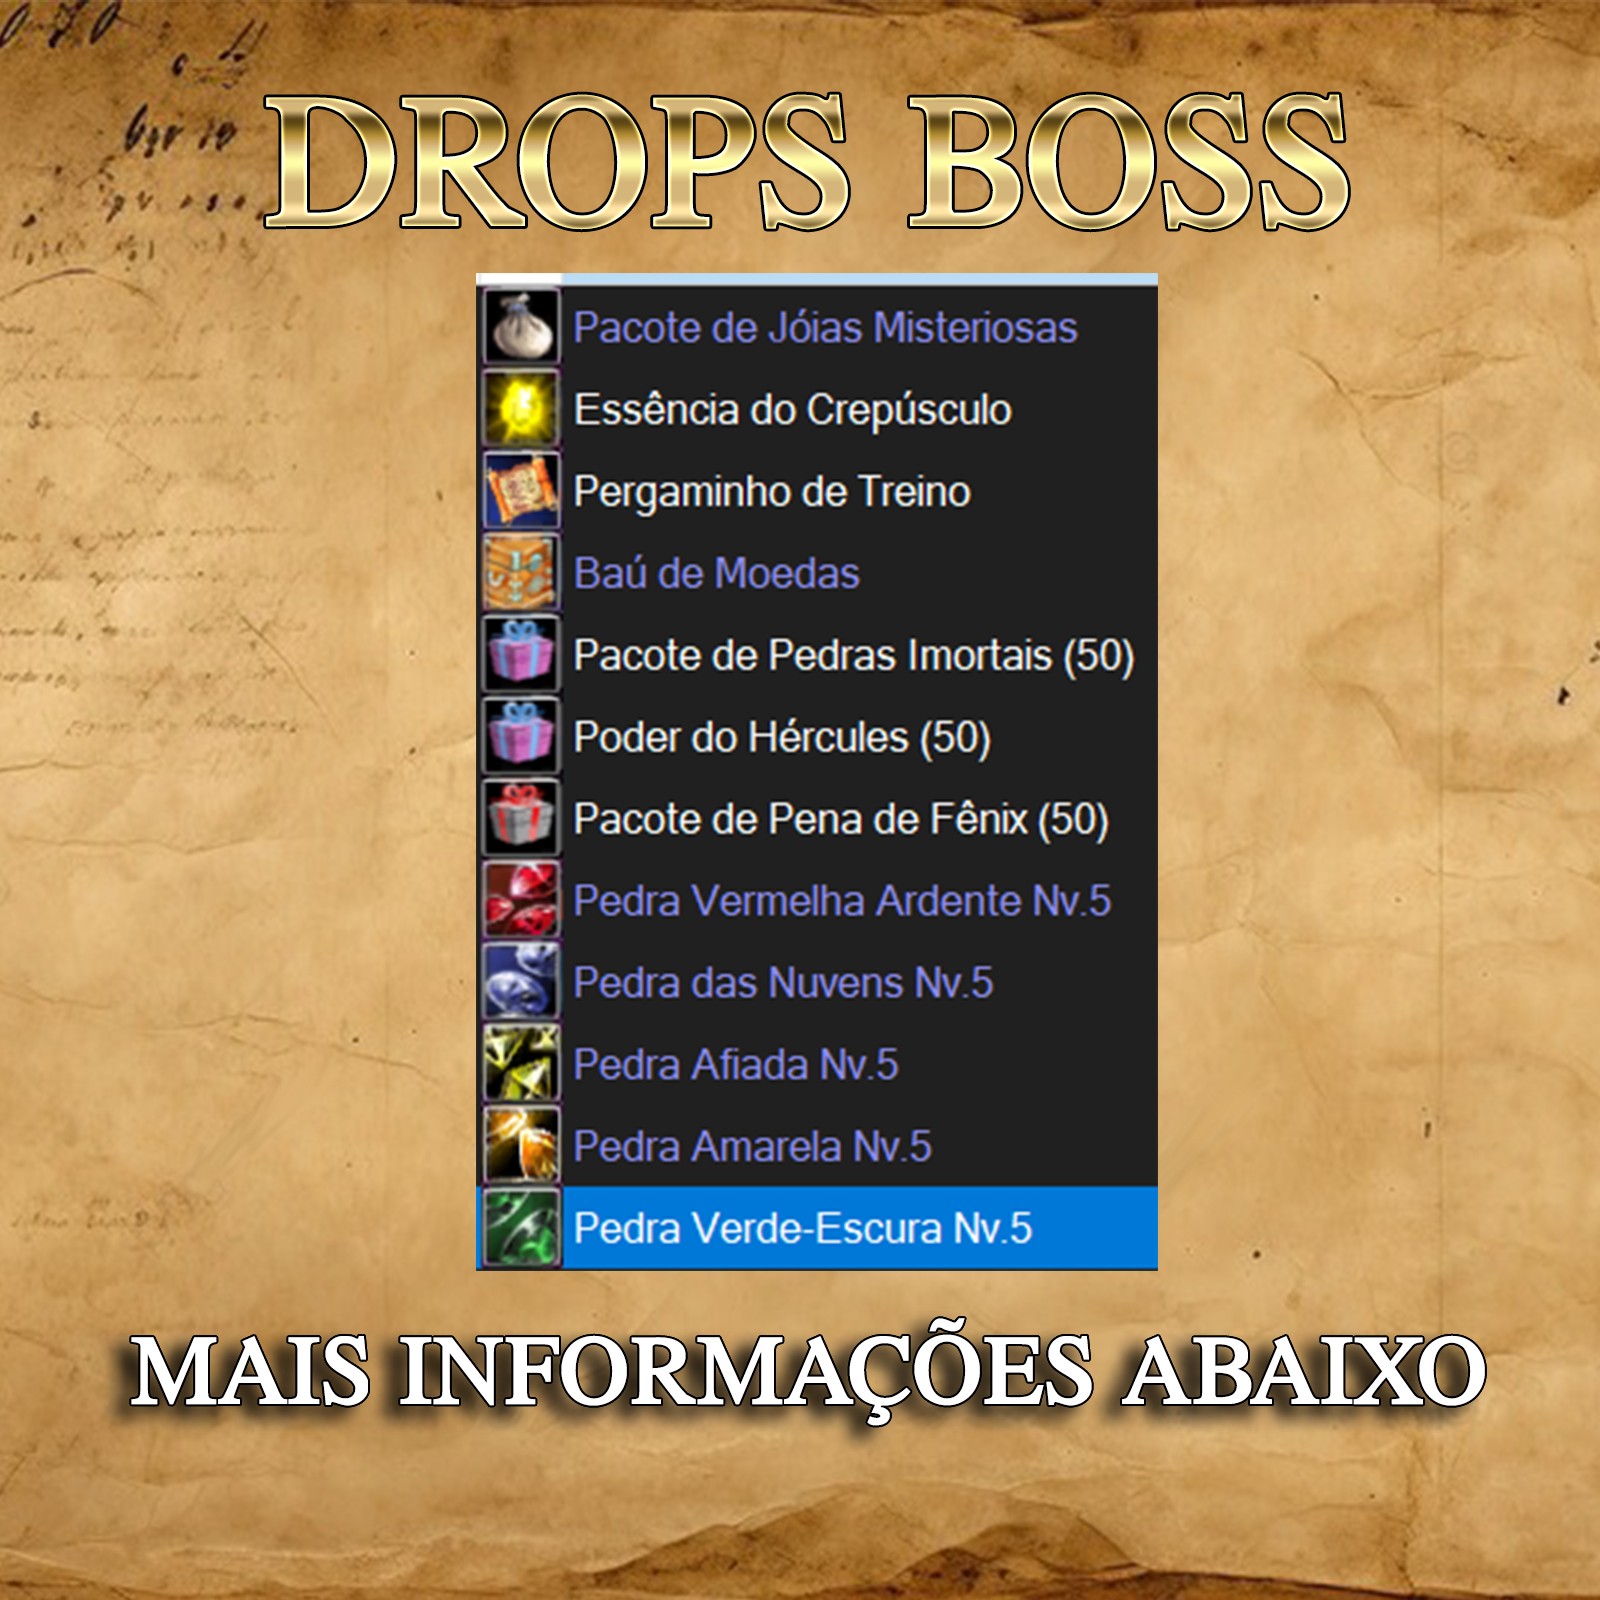 DROPS BOSS
Pacote de Jóias Misteriosas
Essência do Crepúsculo
Pergaminho de Treino
Baú de Moedas
Pacote de Pedras Imortais (50)
Poder do Hércules (50)
Pacote de Pena de Fênix (50)
Pedra Vermelha Ardente Nv.5
Pedra das Nuvens Nv.5
Pedra Afiada Nv.5
Pedra Amarela Nv.5
Pedra Verde-Escura Nv.5
MAIS INFORMAÇÕES ABAIXO